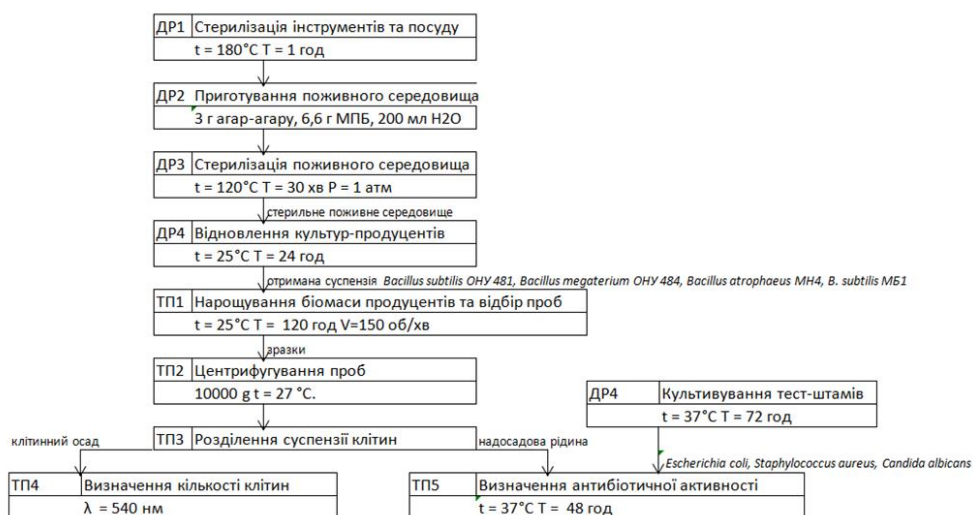 ДР1 Стерилізація інструментів та посуду
t = 180°С Т = 1 год
ДР2 Приготування поживного середовища
3 г агар-агару, 6,6 г МПБ, 200 мл Н2О
ДР3 Стерилізація поживного середовища
t = 120°С Т = 30 хв Р = 1 атм
стерильне поживне середовище
ДР4 Відновлення культур-продуцентів
t = 25°С Т = 24 год
отримана суспензія Bacillus subtilis ОНУ 481, Bacillus megaterium ОНУ 484, Bacillus atrophaeus МН4, B. subtilis МБ1
ТП1 Нарощування біомаси продуцентів та відбір проб
t = 25°С Т = 120 год V=150 об/хв
зразки
ТП2 Центрифугування проб
10000 g t = 27 °С.
ДР4 Культивування тест-штамів
t = 37°С Т = 72 год
клітинний осад
ТП3 Розділення суспензії клітин
надосадова рідина
Escherichia coli, Staphylococcus aureus, Candida albicans
ТП4 Визначення кількості клітин
λ = 540 нм
ТП5 Визначення антибіотичної активності
t = 37°С Т = 48 год